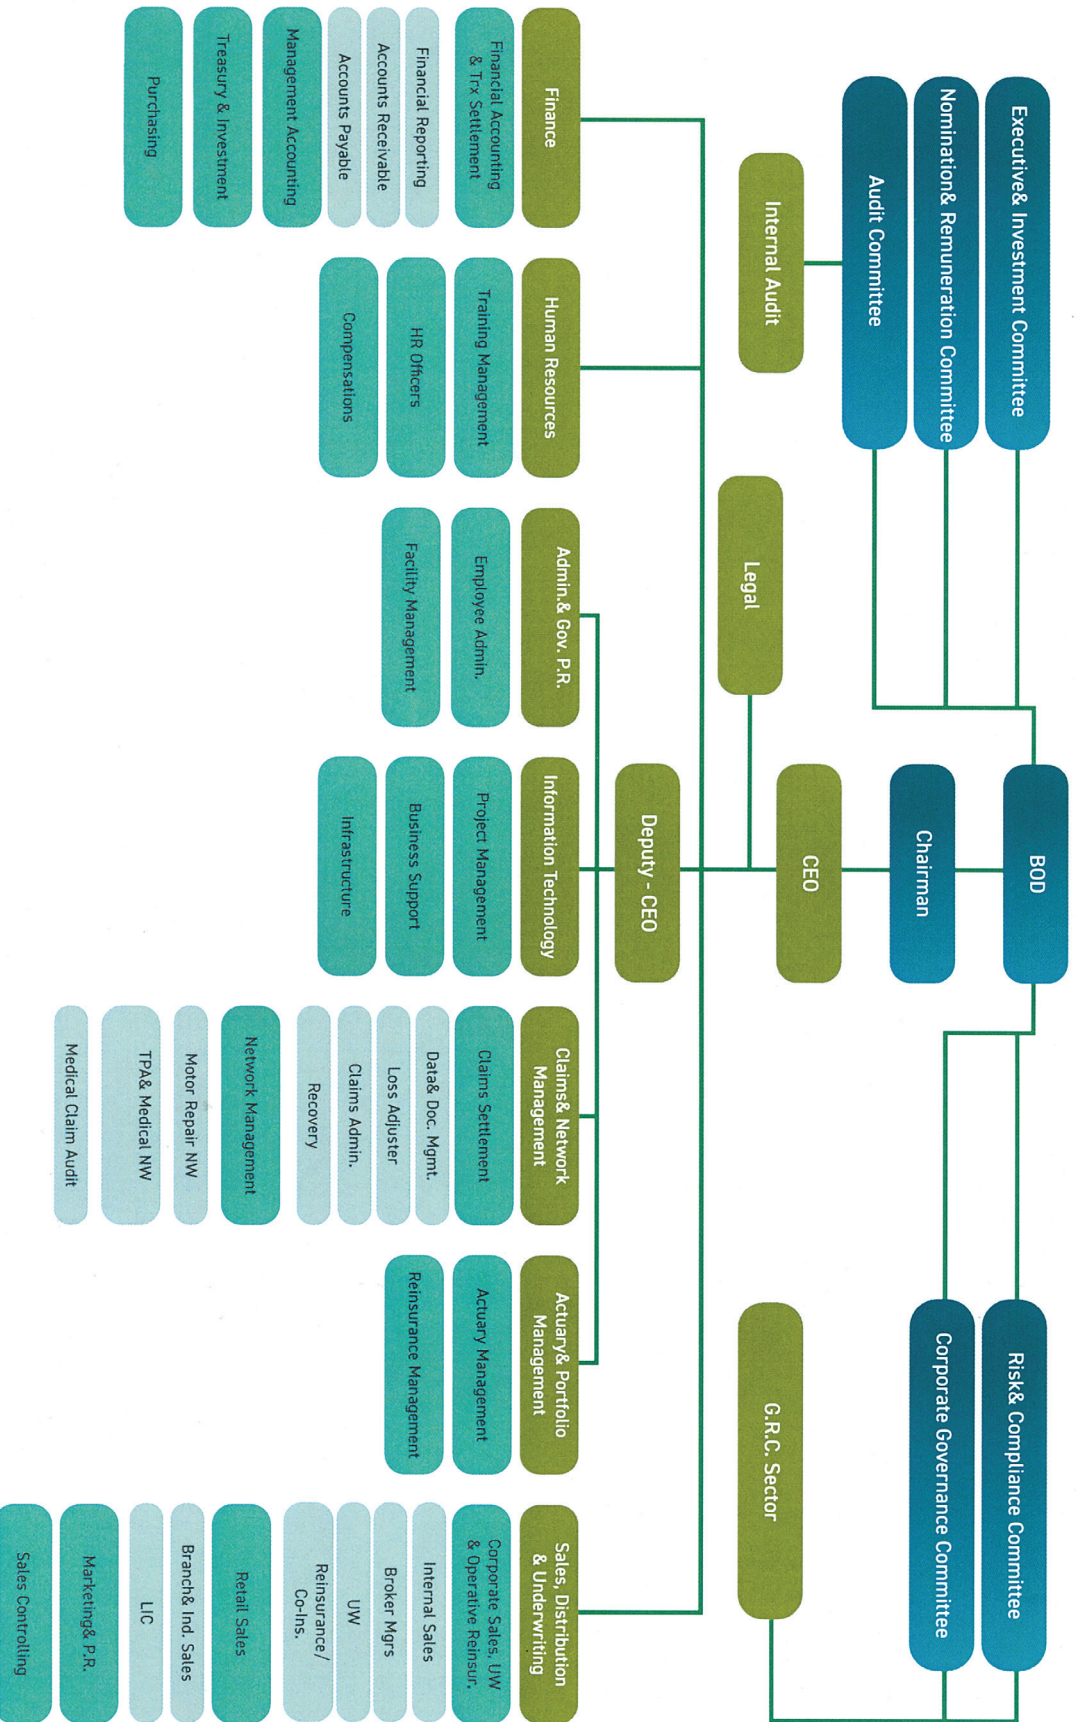 BOD
Chairman
CEO
Deputy - CEO
Executive& Investment Committee
Nomination& Remuneration Committee
Audit Committee
Internal Audit
Legal
Risk& Compliance Committee
Corporate Governance Committee
G.R.C. Sector
Finance
Financial Accounting
& Trx Settlement
Financial Reporting
Accounts Receivable
Accounts Payable
Management Accounting
Treasury & Investment
Purchasing
Human Resources
Training Management
HR Officers
Compensations
Admin.& Gov. P.R.
Employee Admin.
Facility Management
Information Technology
Project Management
Business Support
Infrastructure
Claims& Network
Management
Claims Settlement
Data& Doc. Mgmt.
Loss Adjuster
Claims Admin.
Recovery
Network Management
Motor Repair NW
TPA& Medical NW
Medical Claim Audit
Actuary& Portfolio
Management
Actuary Management
Reinsurance Management
Sales, Distribution
& Underwriting
Corporate Sales, UW
& Operative Reinsur.
Internal Sales
Broker Mgrs
UW
Reinsurance/
Co-Ins.
Retail Sales
Branch& Ind. Sales
LIC
Marketing& P.R.
Sales Controlling